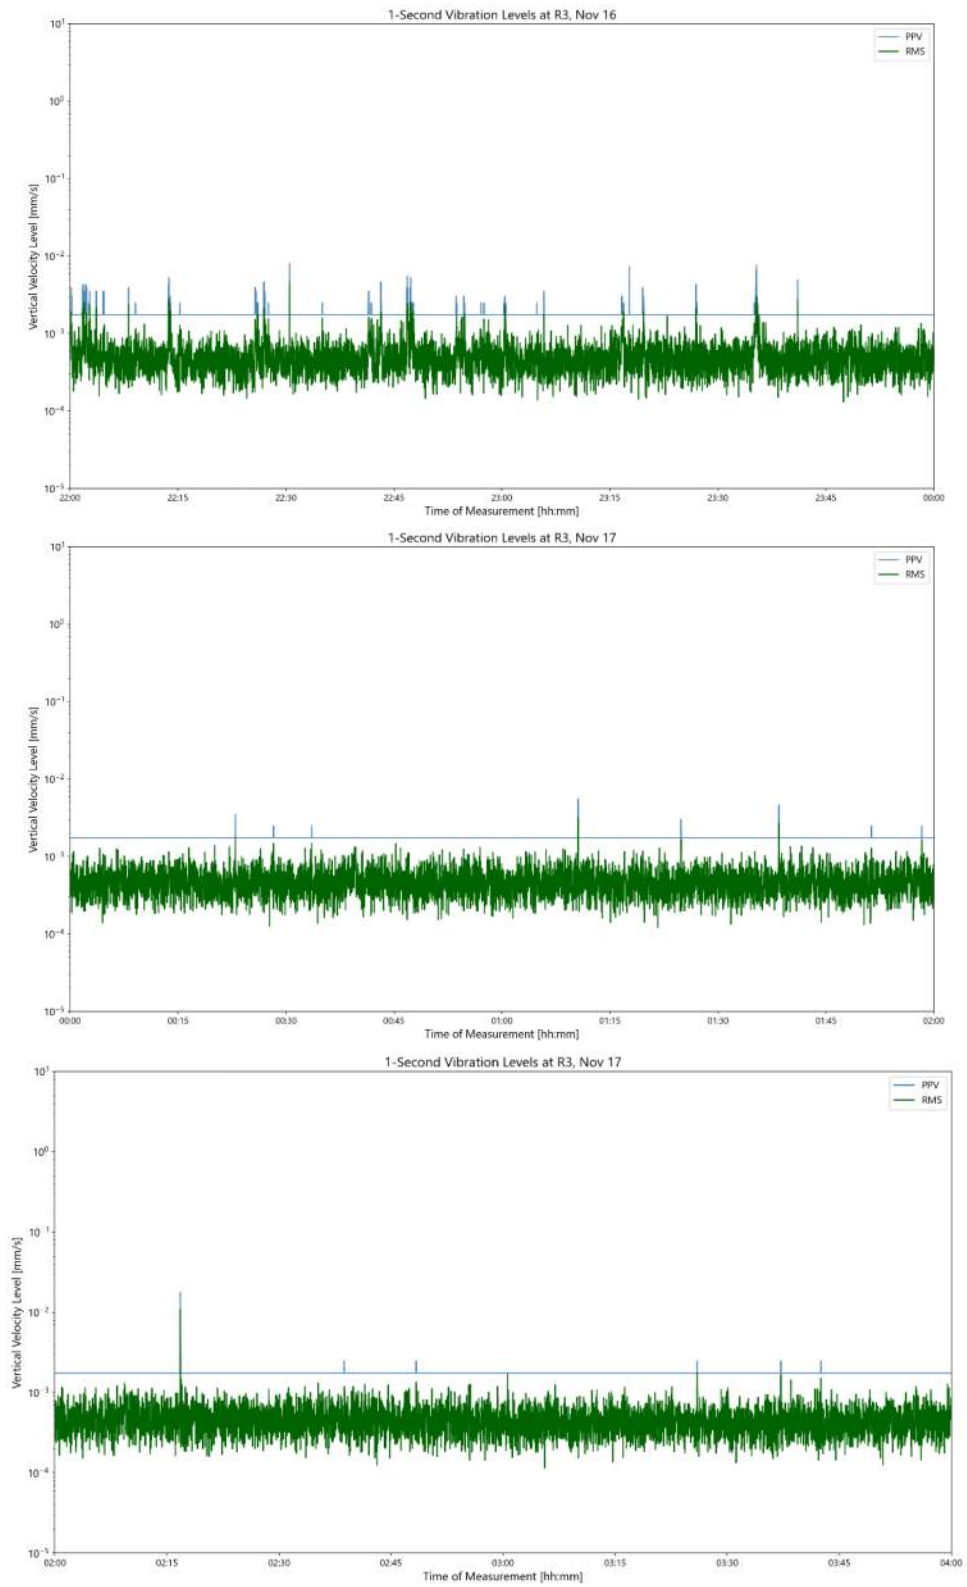 1-Second Vibration Levels at R3, Nov 16
PPV
RMS
Vertical Velocity Level [mm/s]
10¹
10⁰
10⁻¹
10⁻²
10⁻³
10⁻⁴
10⁻⁵
22:00 22:15 22:30 22:45 23:00 23:15 23:30 23:45 00:00
Time of Measurement [hh:mm]
1-Second Vibration Levels at R3, Nov 17
PPV
RMS
Vertical Velocity Level [mm/s]
10¹
10⁰
10⁻¹
10⁻²
10⁻³
10⁻⁴
10⁻⁵
00:00 00:15 00:30 00:45 01:00 01:15 01:30 01:45 02:00
Time of Measurement [hh:mm]
1-Second Vibration Levels at R3, Nov 17
PPV
RMS
Vertical Velocity Level [mm/s]
10¹
10⁰
10⁻¹
10⁻²
10⁻³
10⁻⁴
10⁻⁵
02:00 02:15 02:30 02:45 03:00 03:15 03:30 03:45 04:00
Time of Measurement [hh:mm]